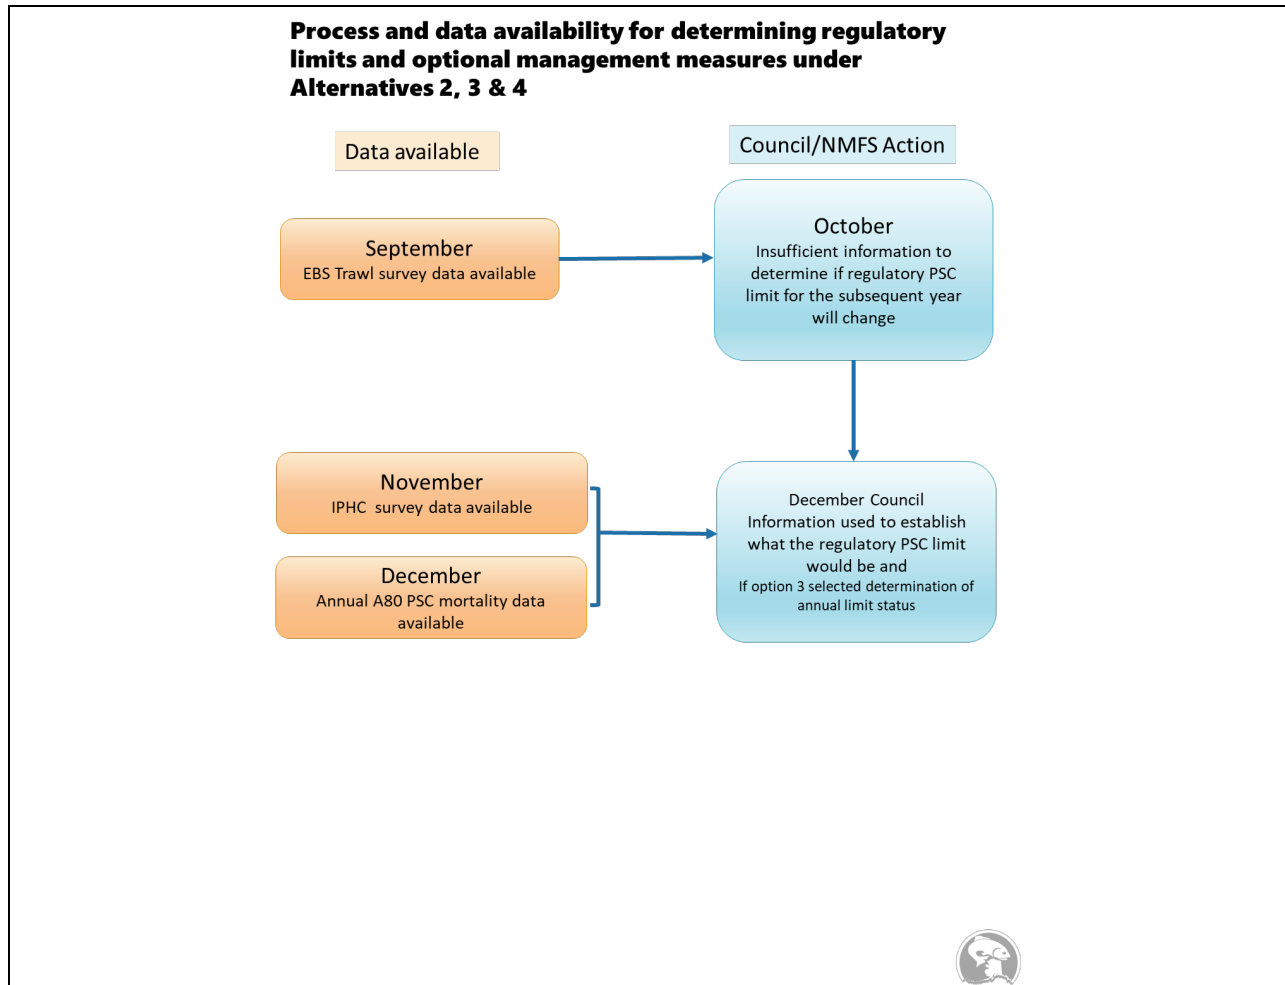 Process and data availability for determining regulatory
limits and optional management measures under
Alternatives 2, 3 & 4
Data available
Council/NMFS Action
September
EBS Trawl survey data available
October
Insufficient information to
determine if regulatory PSC
limit for the subsequent year
will change
November
IPHC survey data available
December
Annual A80 PSC mortality data
available
December Council
Information used to establish
what the regulatory PSC limit
would be and
If option 3 selected determination of
annual limit status